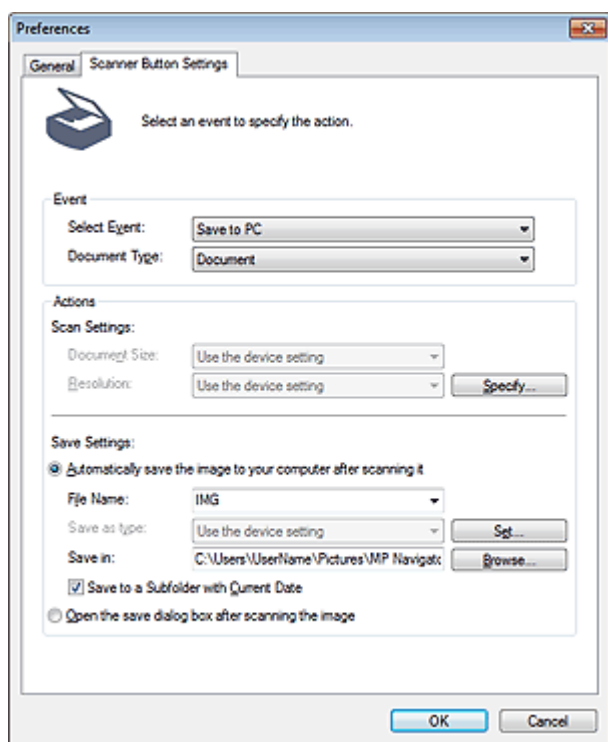 Preferences
General Scanner Button Settings
Select an event to specify the action.
Event
Select Event: Save to PC
Document Type: Document
Actions
Scan Settings:
Document Size: Use the device setting
Resolution: Use the device setting Specify...
Save Settings:
Automatically save the image to your computer after scanning it
File Name: IMG
Save as type: Use the device setting Set...
Save in: C:\Users\UserName\Pictures\MP Navigato Browse...
Save to a Subfolder with Current Date
Open the save dialog box after scanning the image
OK Cancel